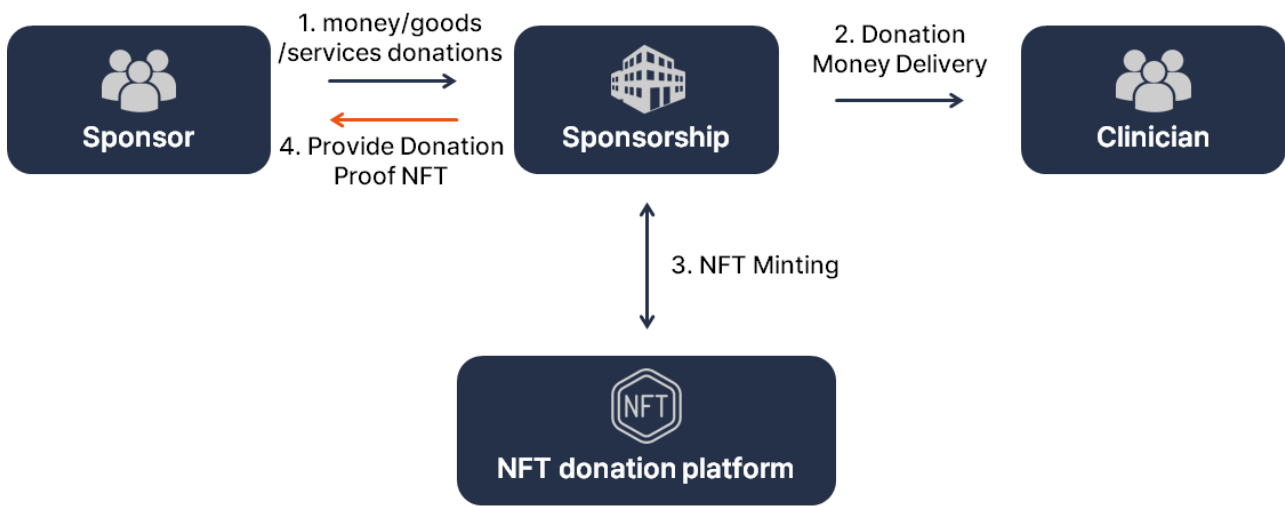 1. money/goods
/services donations
2. Donation
Money Delivery
Sponsor
Sponsorship
Clinician
4. Provide Donation
Proof NFT
3. NFT Minting
NFT
NFT donation platform